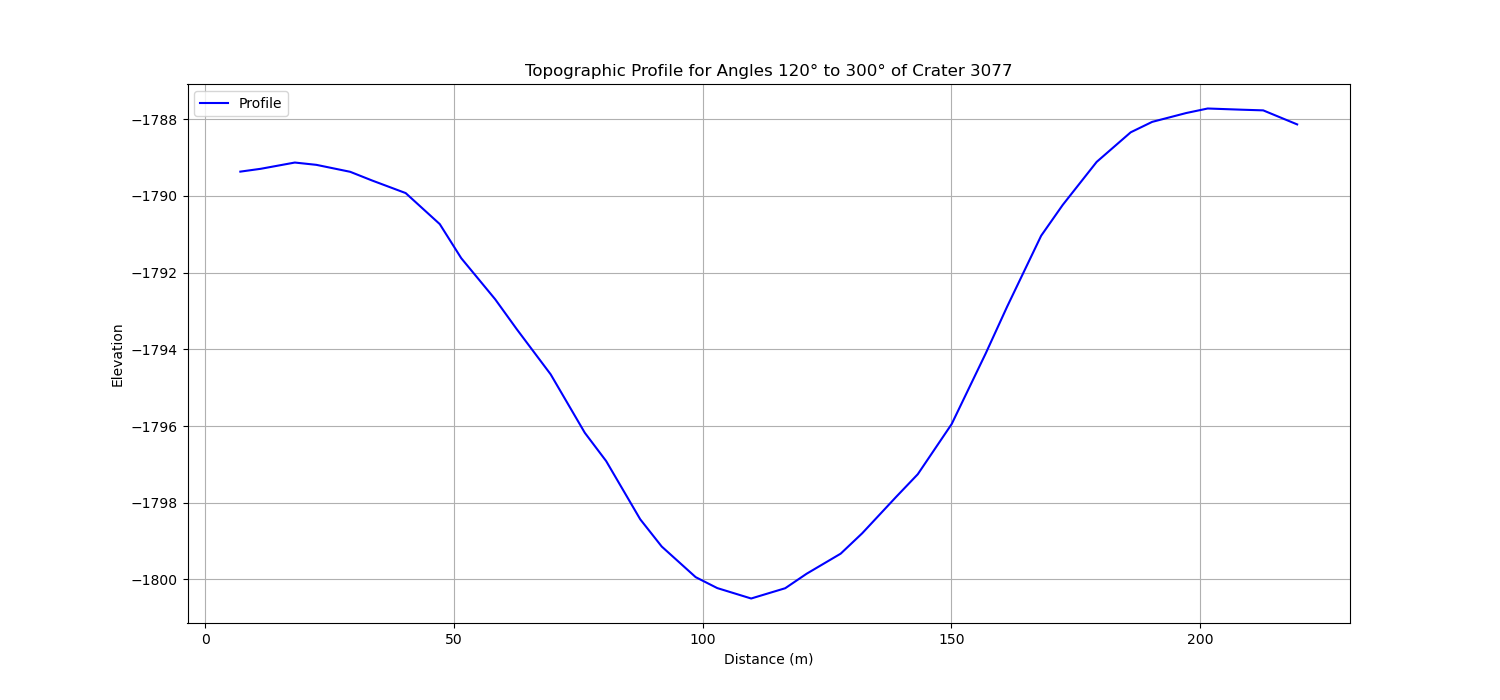 Topographic Profile for Angles 120° to 300° of Crater 3077
Profile
−1788
−1790
−1792
−1794
−1796
−1798
−1800
Elevation
0 50 100 150 200
Distance (m)